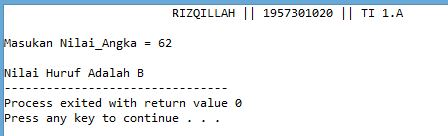 RIZQILLAH || 1957301020 || TI 1.A
Masukan Nilai_Angka = 62
Nilai Huruf Adalah B
--------------------------------
Process exited with return value 0
Press any key to continue . . .